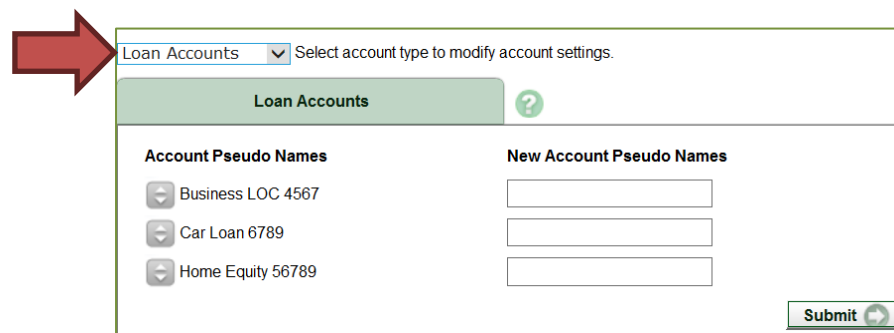 Loan Accounts Select account type to modify account settings.
Loan Accounts ?
Account Pseudo Names New Account Pseudo Names
Business LOC 4567
Car Loan 6789
Home Equity 56789
Submit